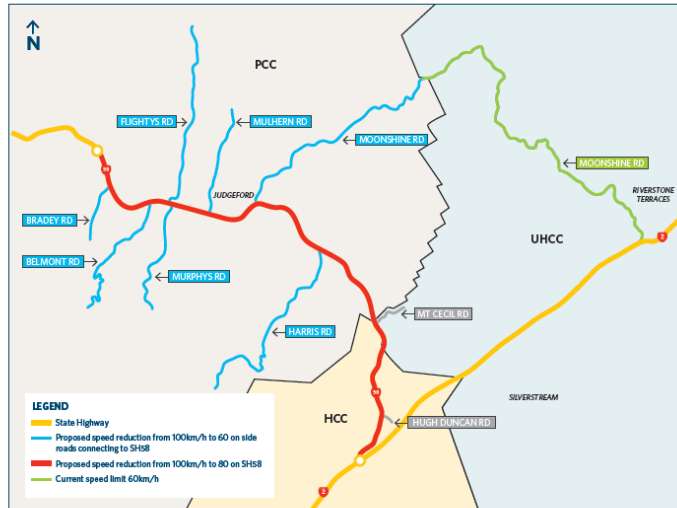 N
PCC
FLIGHTYS RD
MULHERN RD
MOONSHINE RD
MOONSHINE RD
JUDGEFORD
RIVERSTONE
TERRACES
58
BRADEY RD
UHCC
2
BELMONT RD
MURPHYS RD
MT CECIL RD
HARRIS RD
58
SILVERSTREAM
HCC
HUGH DUNCAN RD
2
LEGEND
State Highway
Proposed speed reduction from 100km/h to 60 on side
roads connecting to SH58
Proposed speed reduction from 100km/h to 80 on SH58
Current speed limit 60km/h